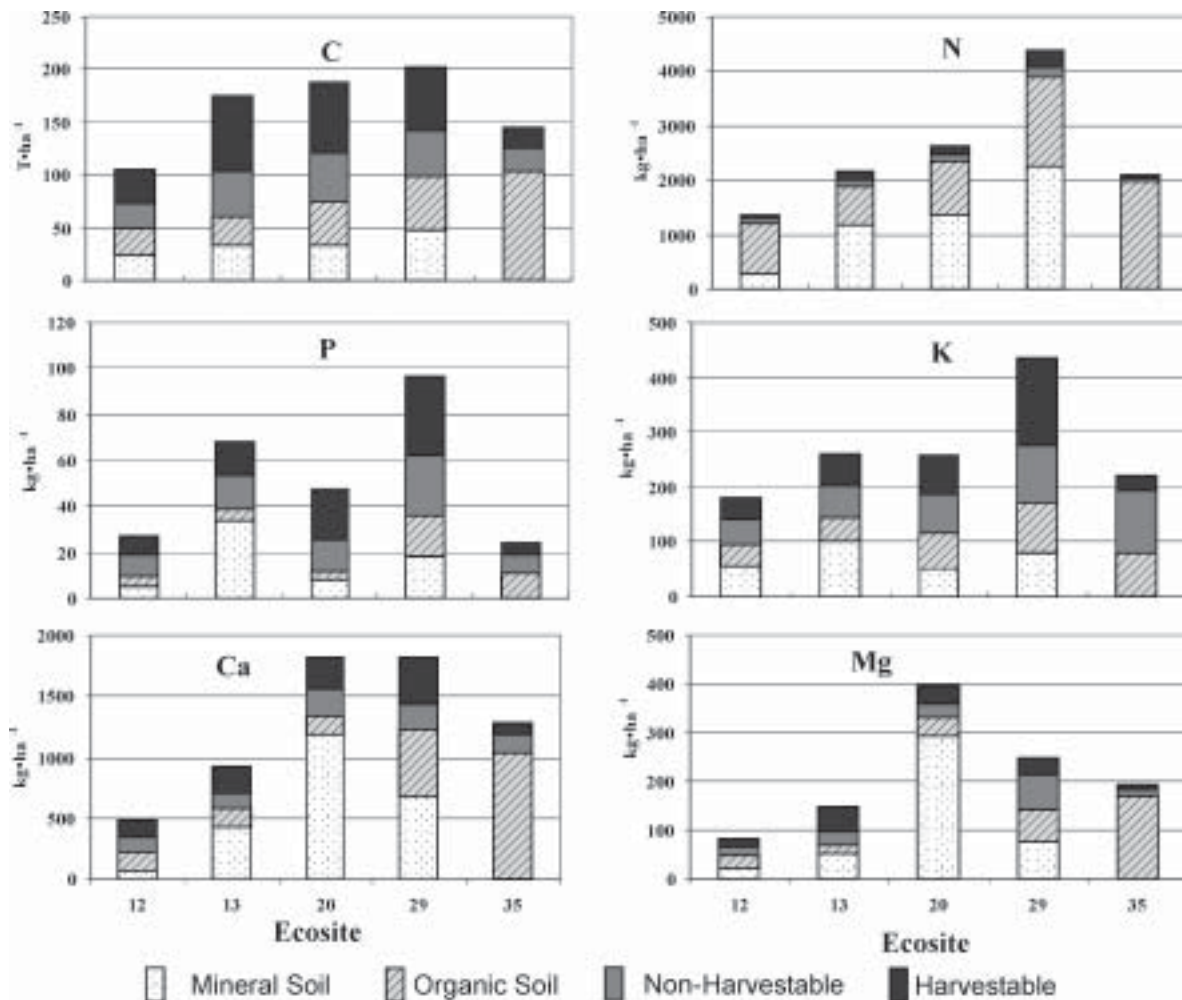 C
250
200
150
100
50
0
T•ha⁻¹
N
5000
4000
3000
2000
1000
0
kg•ha⁻¹
P
120
100
80
60
40
20
0
kg•ha⁻¹
K
500
400
300
200
100
0
kg•ha⁻¹
Ca
2000
1500
1000
500
0
kg•ha⁻¹
12 13 20 29 35
Ecosite
Mg
500
400
300
200
100
0
kg•ha⁻¹
12 13 20 29 35
Ecosite
Mineral Soil Organic Soil Non-Harvestable Harvestable